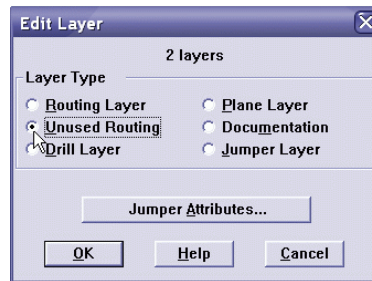 Edit Layer
2 layers
Layer Type
Routing Layer
Plane Layer
Unused Routing
Documentation
Drill Layer
Jumper Layer
Jumper Attributes...
OK Help Cancel